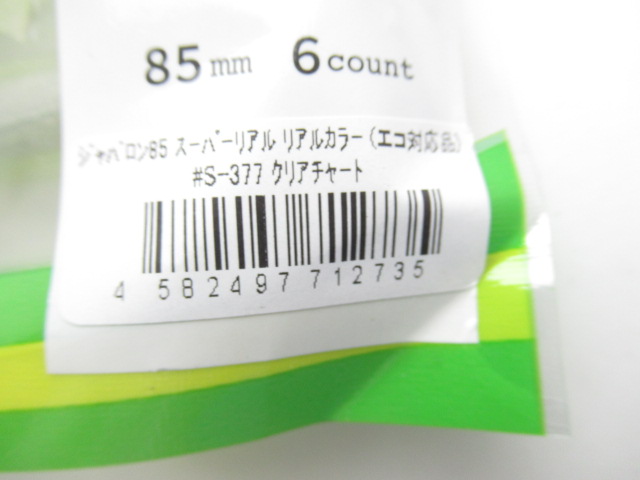 85mm 6count
ジャバロン85 スーパーリアル リアルカラー（エコ対応品）
#S-377 クリアチャート
4 582497 712735